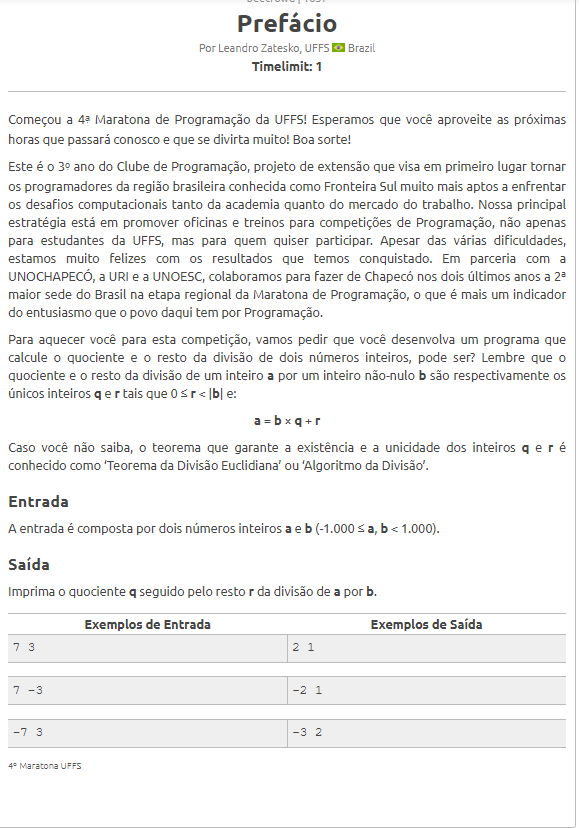 Prefácio
Por Leandro Zatesko, UFFS Brazil
Timelimit: 1
Começou a 4ª Maratona de Programação da UFFS! Esperamos que você aproveite as próximas
horas que passará conosco e que se divirta muito! Boa sorte!
Este é o 3º ano do Clube de Programação, projeto de extensão que visa em primeiro lugar tornar
os programadores da região brasileira conhecida como Fronteira Sul muito mais aptos a enfrentar
os desafios computacionais tanto da academia quanto do mercado do trabalho. Nossa principal
estratégia está em promover oficinas e treinos para competições de Programação, não apenas
para estudantes da UFFS, mas para quem quiser participar. Apesar das várias dificuldades,
estamos muito felizes com os resultados que temos conquistado. Em parceria com a
UNOCHAPECÓ, a URI e a UNOESC, colaboramos para fazer de Chapecó nos dois últimos anos a 2ª
maior sede do Brasil na etapa regional da Maratona de Programação, o que é mais um indicador
do entusiasmo que o povo daqui tem por Programação.
Para aquecer você para esta competição, vamos pedir que você desenvolva um programa que
calcule o quociente e o resto da divisão de dois números inteiros, pode ser? Lembre que o
quociente e o resto da divisão de um inteiro a por um inteiro não-nulo b são respectivamente os
únicos inteiros q e r tais que 0 ≤ r < |b| e:
a = b × q + r
Caso você não saiba, o teorema que garante a existência e a unicidade dos inteiros q e r é
conhecido como ‘Teorema da Divisão Euclidiana’ ou ‘Algoritmo da Divisão’.
Entrada
A entrada é composta por dois números inteiros a e b (-1.000 ≤ a, b < 1.000).
Saída
Imprima o quociente q seguido pelo resto r da divisão de a por b.
Exemplos de Entrada Exemplos de Saída
7 3 2 1
7 −3 −2 1
−7 3 −3 2
4º Maratona UFFS